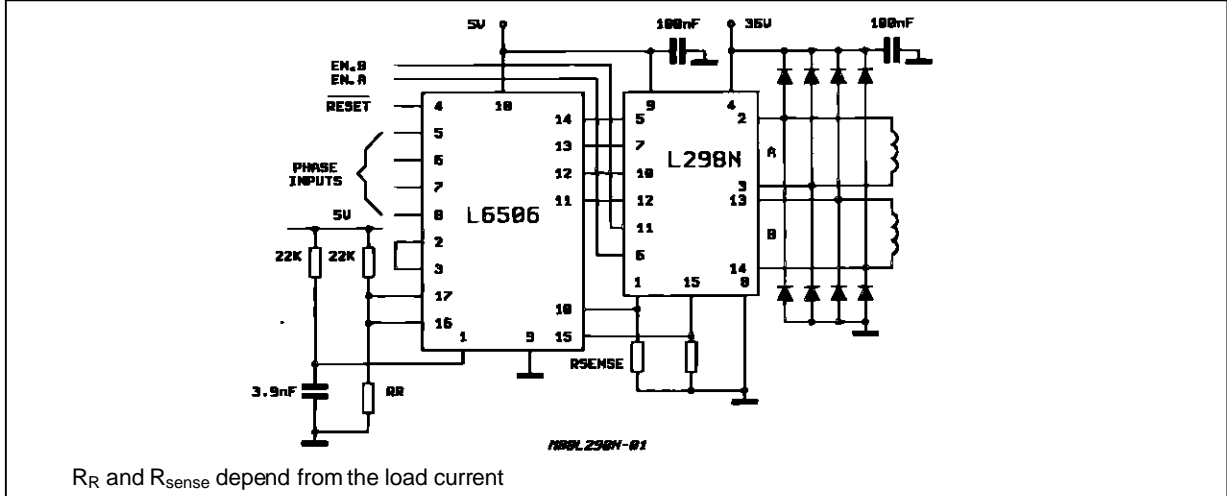 5V 100nF 36V 100nF
EN.B
EN.A
RESET
4 18 9 4
5 14 5 2
6 13 7 A
7 12 10 L298N 3
PHASE
INPUTS
8 11 12 13
L6506
5V
2 11 B
3 6 14
22K 22K
17 1 15 8
16 10
1 9 15
RSENSE
3.9nF RR
RR and Rsense depend from the load current